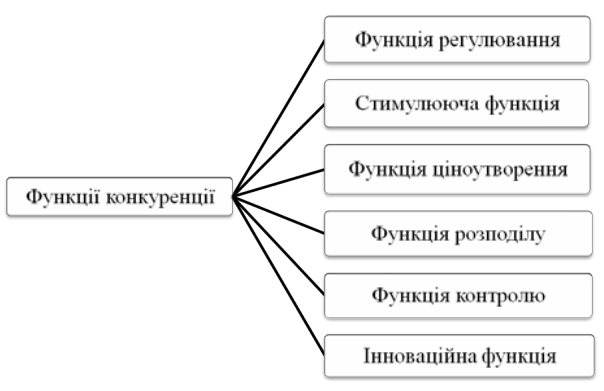 Функції конкуренції
Функція регулювання
Стимулююча функція
Функція ціноутворення
Функція розподілу
Функція контролю
Інноваційна функція